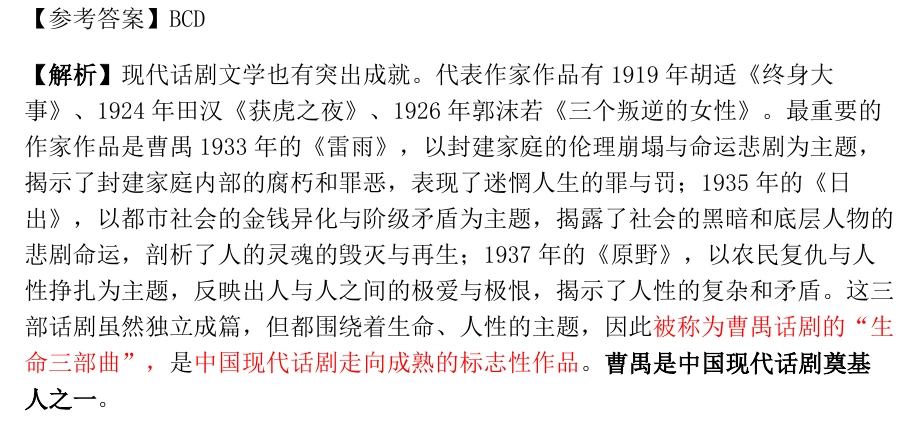 【参考答案】BCD
【解析】现代话剧文学也有突出成就。代表作家作品有 1919 年胡适《终身大
事》、1924 年田汉《获虎之夜》、1926 年郭沫若《三个叛逆的女性》。最重要的
作家作品是曹禺 1933 年的《雷雨》，以封建家庭的伦理崩塌与命运悲剧为主题，
揭示了封建家庭内部的腐朽和罪恶，表现了迷惘人生的罪与罚；1935 年的《日
出》，以都市社会的金钱异化与阶级矛盾为主题，揭露了社会的黑暗和底层人物的
悲剧命运，剖析了人的灵魂的毁灭与再生；1937 年的《原野》，以农民复仇与人
性挣扎为主题，反映出人与人之间的极爱与极恨，揭示了人性的复杂和矛盾。这三
部话剧虽然独立成篇，但都围绕着生命、人性的主题，因此被称为曹禺话剧的“生
命三部曲”，是中国现代话剧走向成熟的标志性作品。曹禺是中国现代话剧奠基
人之一。